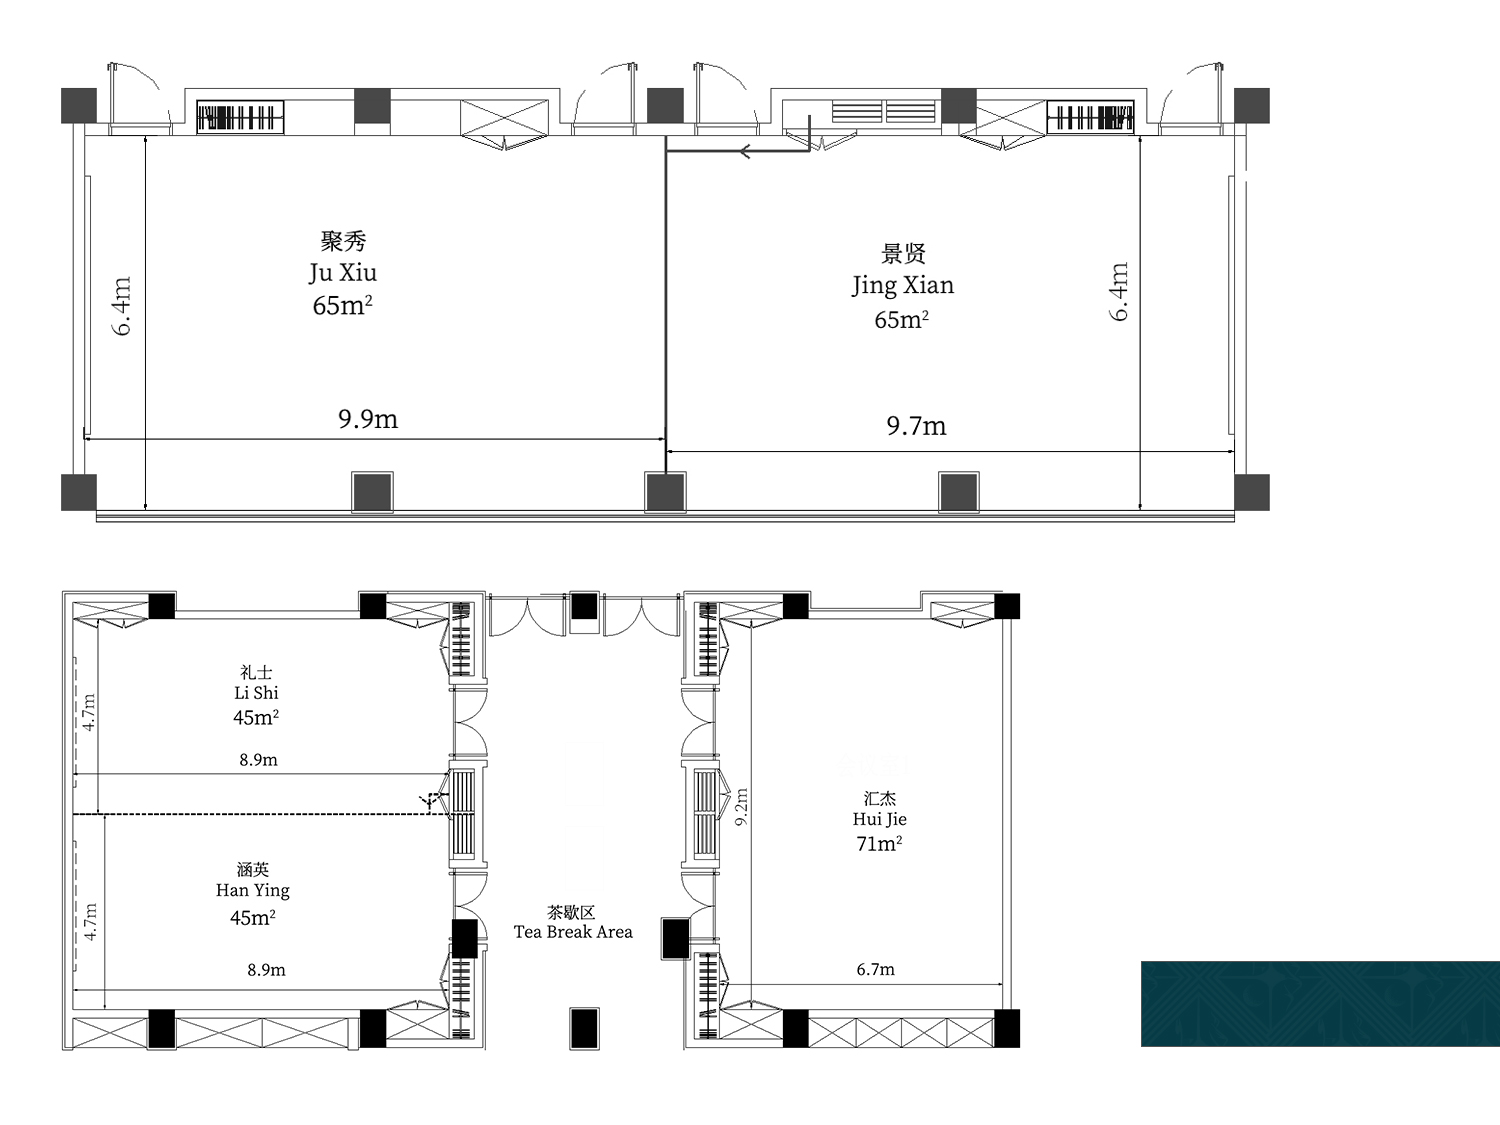 聚秀
Ju Xiu
65m²
6.4m
9.9m
景贤
Jing Xian
65m²
6.4m
9.7m
礼士
Li Shi
45m²
4.7m
8.9m
涵英
Han Ying
45m²
4.7m
8.9m
茶歇区
Tea Break Area
汇杰
Hui Jie
71m²
9.2m
6.7m